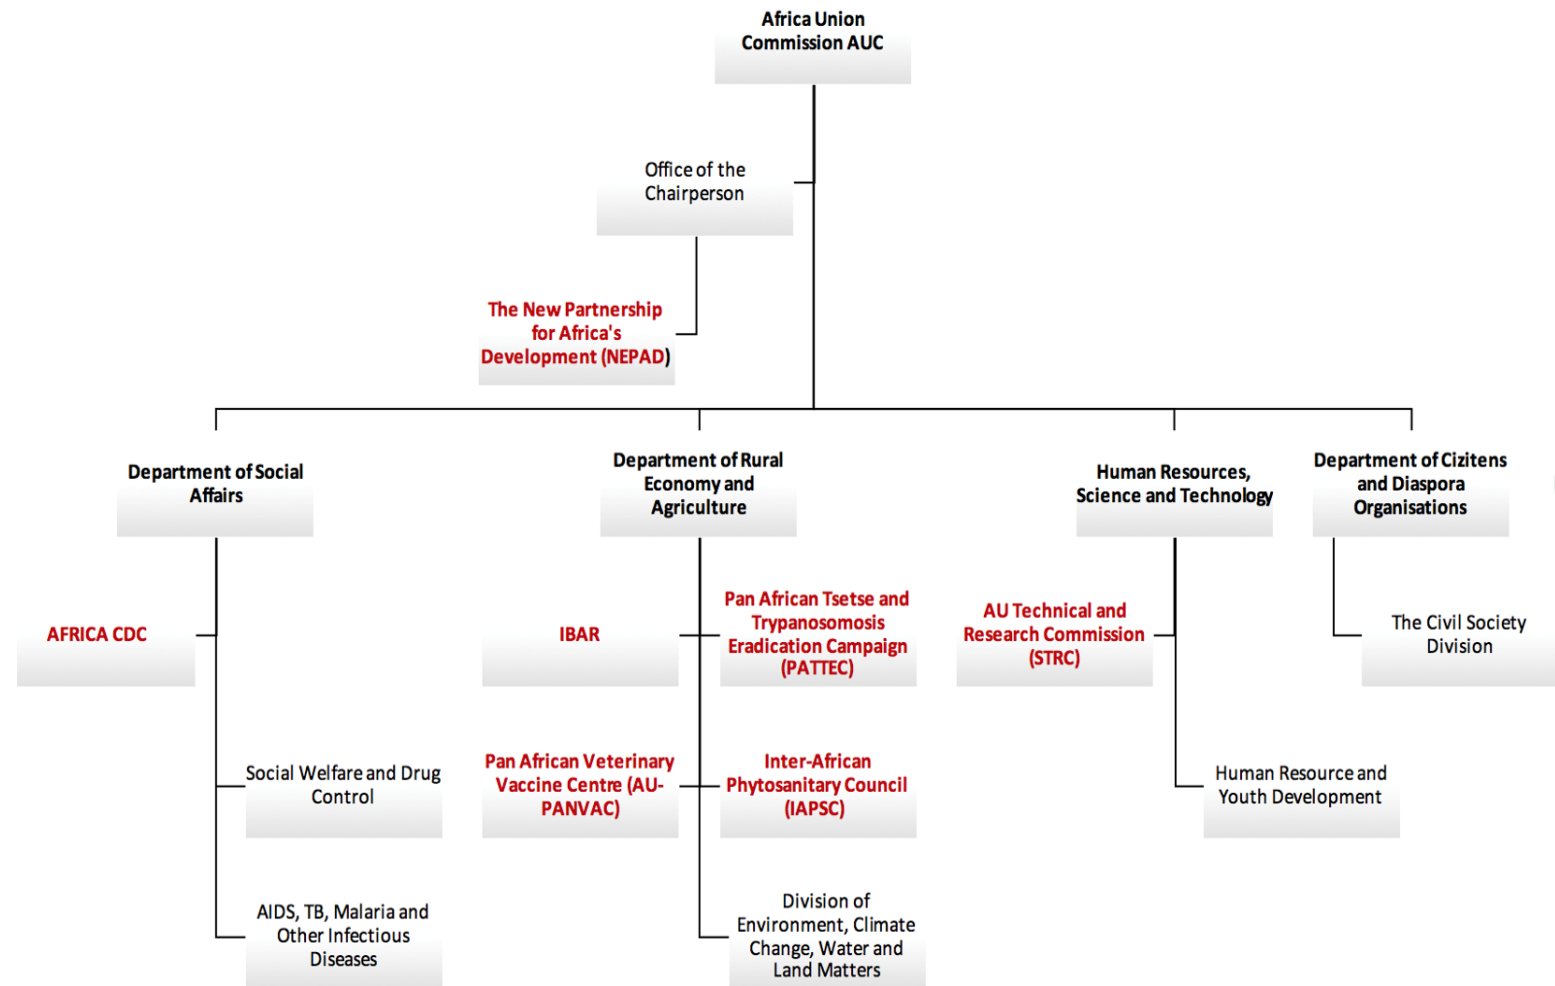 Africa Union
Commission AUC
Office of the
Chairperson
The New Partnership
for Africa's
Development (NEPAD)
Department of Social
Affairs
Department of Rural
Economy and
Agriculture
Human Resources,
Science and Technology
Department of Cizitens
and Diaspora
Organisations
AFRICA CDC
IBAR
Pan African Tsetse and
Trypanosomosis
Eradication Campaign
(PATTEC)
AU Technical and
Research Commission
(STRC)
The Civil Society
Division
Social Welfare and Drug
Control
Pan African Veterinary
Vaccine Centre (AU-
PANVAC)
Inter-African
Phytosanitary Council
(IAPSC)
Human Resource and
Youth Development
AIDS, TB, Malaria and
Other Infectious
Diseases
Division of
Environment, Climate
Change, Water and
Land Matters